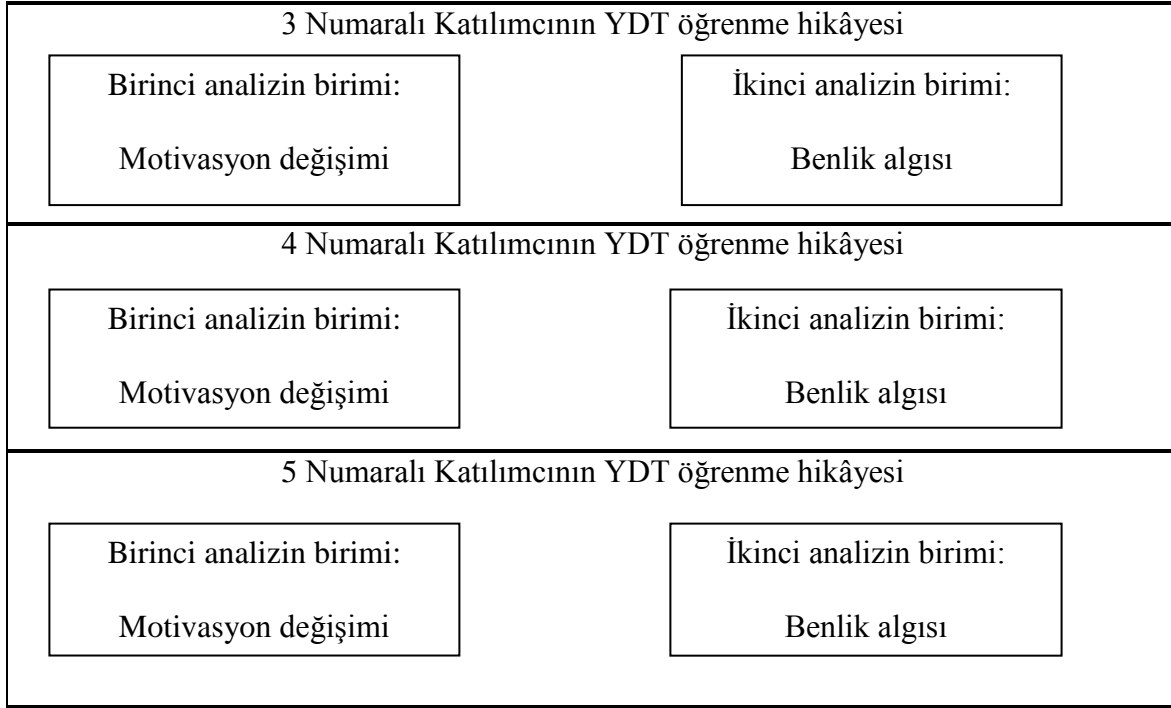 3 Numaralı Katılımcının YDT öğrenme hikâyesi
Birinci analizin birimi:
Motivasyon değişimi
İkinci analizin birimi:
Benlik algısı
4 Numaralı Katılımcının YDT öğrenme hikâyesi
Birinci analizin birimi:
Motivasyon değişimi
İkinci analizin birimi:
Benlik algısı
5 Numaralı Katılımcının YDT öğrenme hikâyesi
Birinci analizin birimi:
Motivasyon değişimi
İkinci analizin birimi:
Benlik algısı